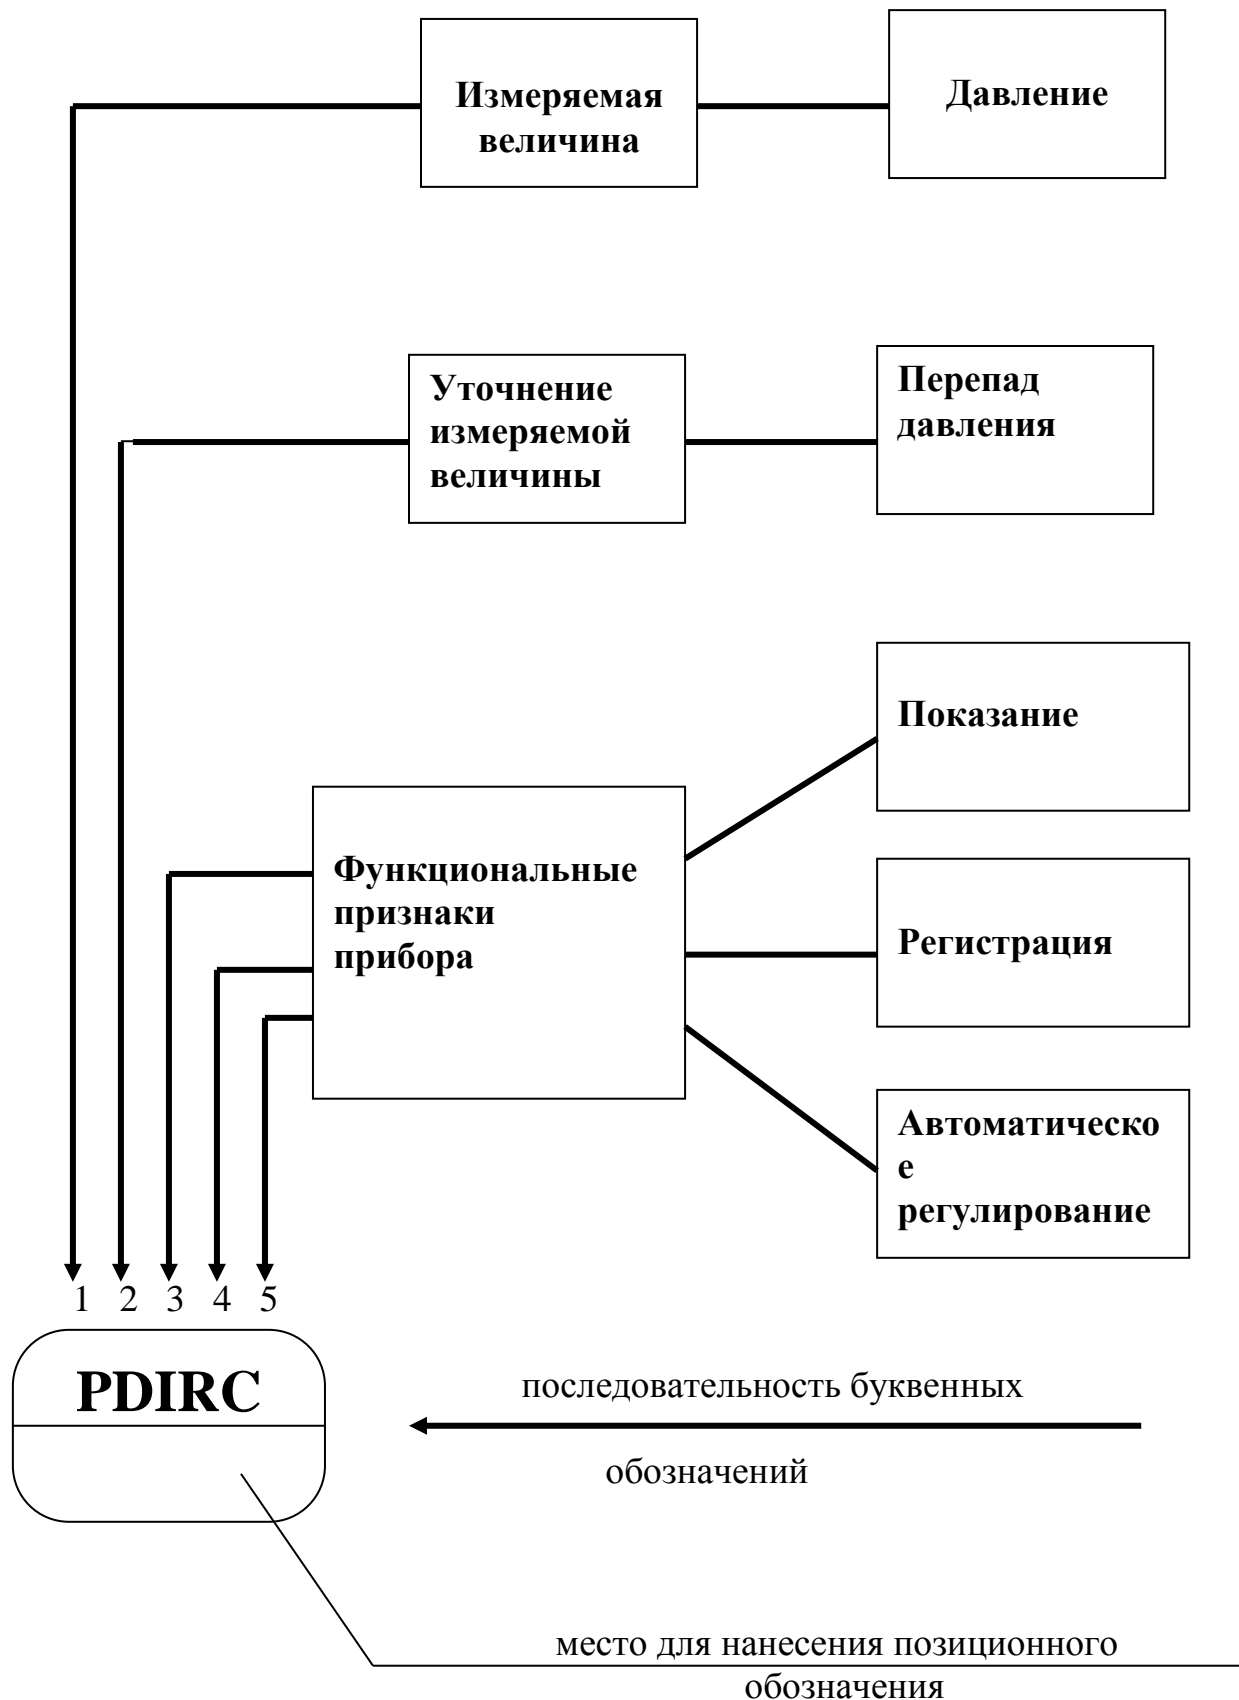 Измеряемая
величина
Давление
Уточнение
измеряемой
величины
Перепад
давления
Показание
Функциональные
признаки
прибора
Регистрация
Автоматическо
е
регулирование
1 2 3 4 5
PDIRC
последовательность буквенных
обозначений
место для нанесения позиционного
обозначения